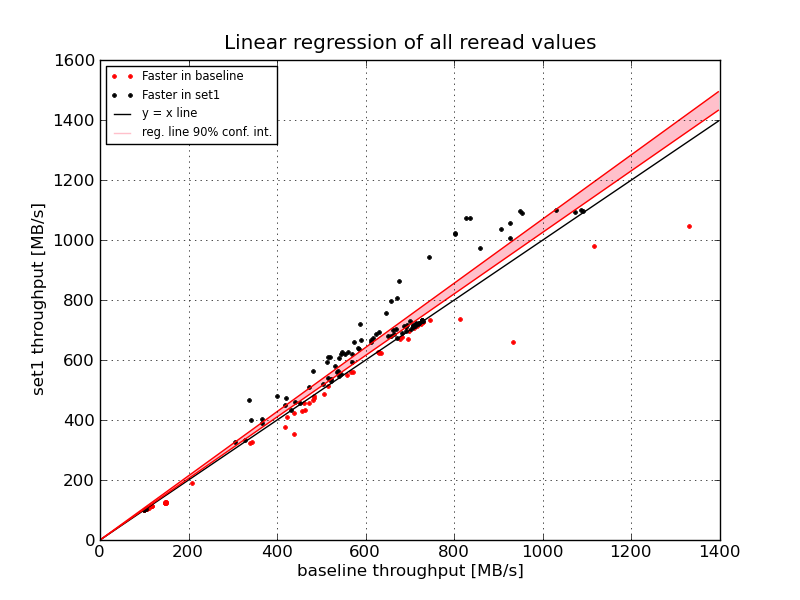 Linear regression of all reread values
Faster in baseline
Faster in set1
y = x line
reg. line 90% conf. int.
set1 throughput [MB/s]
1600
1400
1200
1000
800
600
400
200
0
0 200 400 600 800 1000 1200 1400
baseline throughput [MB/s]